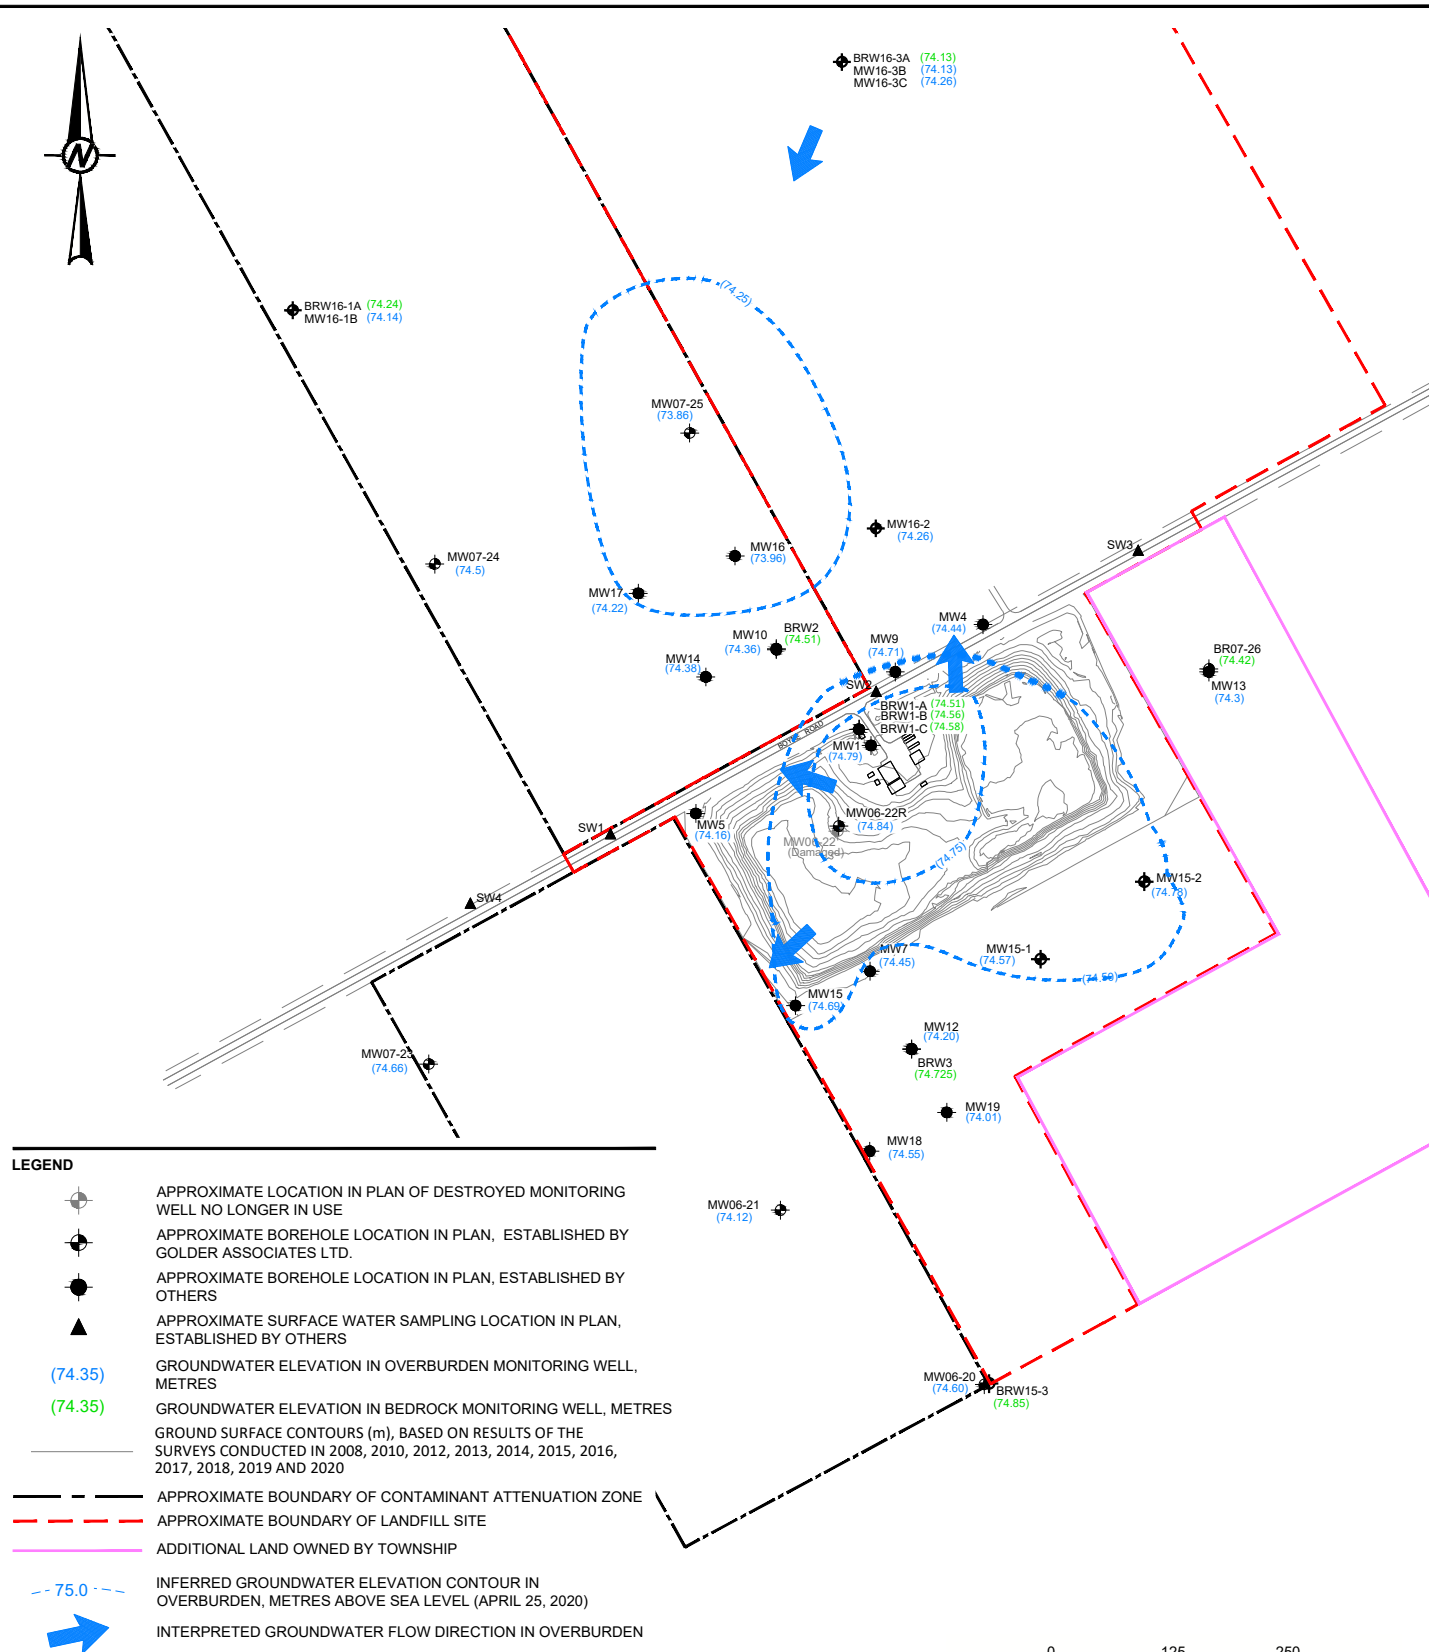 N
BRW16-3A (74.13)
MW16-3B (74.13)
MW16-3C (74.26)
(74.25)
BRW16-1A (74.24)
MW16-1B (74.14)
MW07-25
(73.86)
MW16-2
(74.26)
SW3
MW16
(73.96)
MW07-24
(74.5)
MW17
(74.22)
MW4
(74.44)
BRW2
(74.51)
MW10
(74.36)
MW9
(74.71)
MW14
(74.38)
BR07-26
(74.42)
MW13
(74.3)
SW2
BRW1-A (74.51)
BRW1-B (74.56)
BRW1-C (74.58)
ROAD
MW1
(74.79)
MW5
(74.16)
MW06-22R
(74.84)
MW06-22
(Damaged)
SW1
(74.75)
MW15-2
(74.78)
SW4
MW7
(74.45)
MW15-1
(74.57)
(74.50)
MW15
(74.69)
MW12
(74.20)
BRW3
(74.725)
MW07-23
(74.66)
MW19
(74.01)
MW18
(74.55)
MW06-21
(74.12)
MW06-20
(74.60)
BRW15-3
(74.85)
LEGEND
APPROXIMATE LOCATION IN PLAN OF DESTROYED MONITORING
WELL NO LONGER IN USE
APPROXIMATE BOREHOLE LOCATION IN PLAN, ESTABLISHED BY
GOLDER ASSOCIATES LTD.
APPROXIMATE BOREHOLE LOCATION IN PLAN, ESTABLISHED BY
OTHERS
APPROXIMATE SURFACE WATER SAMPLING LOCATION IN PLAN,
ESTABLISHED BY OTHERS
(74.35) GROUNDWATER ELEVATION IN OVERBURDEN MONITORING WELL,
METRES
(74.35) GROUNDWATER ELEVATION IN BEDROCK MONITORING WELL, METRES
GROUND SURFACE CONTOURS (m), BASED ON RESULTS OF THE
SURVEYS CONDUCTED IN 2008, 2010, 2012, 2013, 2014, 2015, 2016,
2017, 2018, 2019 AND 2020
APPROXIMATE BOUNDARY OF CONTAMINANT ATTENUATION ZONE
APPROXIMATE BOUNDARY OF LANDFILL SITE
ADDITIONAL LAND OWNED BY TOWNSHIP
75.0 INFERRED GROUNDWATER ELEVATION CONTOUR IN
OVERBURDEN, METRES ABOVE SEA LEVEL (APRIL 25, 2020)
INTERPRETED GROUNDWATER FLOW DIRECTION IN OVERBURDEN
0 125 250